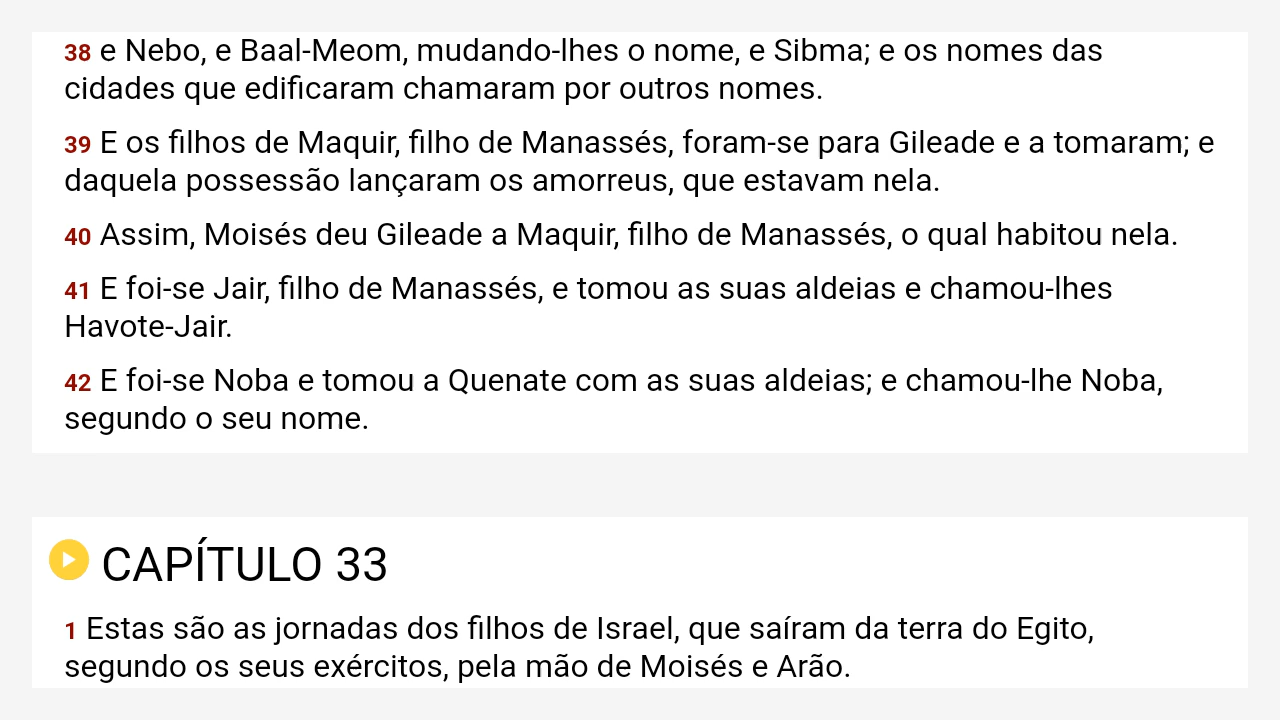 38 e Nebo, e Baal-Meom, mudando-lhes o nome, e Sibma; e os nomes das
cidades que edificaram chamaram por outros nomes.
39 E os filhos de Maquir, filho de Manassés, foram-se para Gileade e a tomaram; e
daquela possessão lançaram os amorreus, que estavam nela.
40 Assim, Moisés deu Gileade a Maquir, filho de Manassés, o qual habitou nela.
41 E foi-se Jair, filho de Manassés, e tomou as suas aldeias e chamou-lhes
Havote-Jair.
42 E foi-se Noba e tomou a Quenate com as suas aldeias; e chamou-lhe Noba,
segundo o seu nome.
CAPÍTULO 33
1 Estas são as jornadas dos filhos de Israel, que saíram da terra do Egito,
segundo os seus exércitos, pela mão de Moisés e Arão.